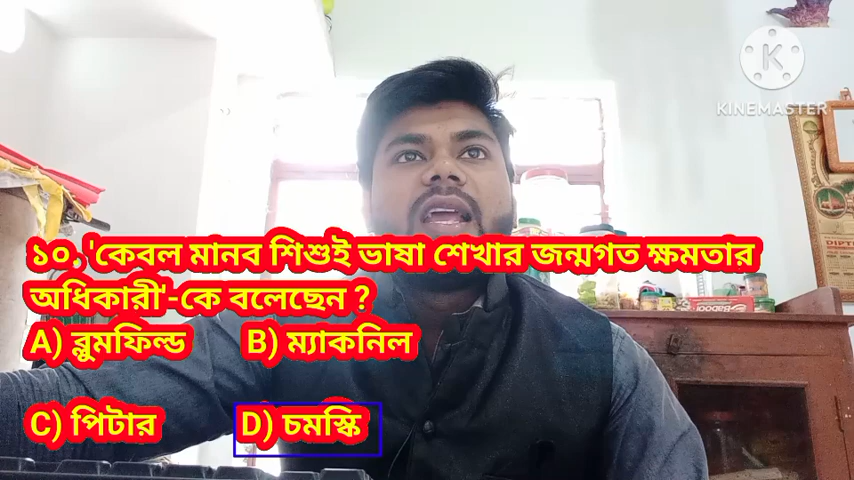 KINEMASTER
১০. 'কেবল মানব শিশুই ভাষা শেখার জন্মগত ক্ষমতার
অধিকারী'-কে বলেছেন ?
A) ব্লুমফিল্ড B) ম্যাকনিল
C) পিটার D) চমস্কি